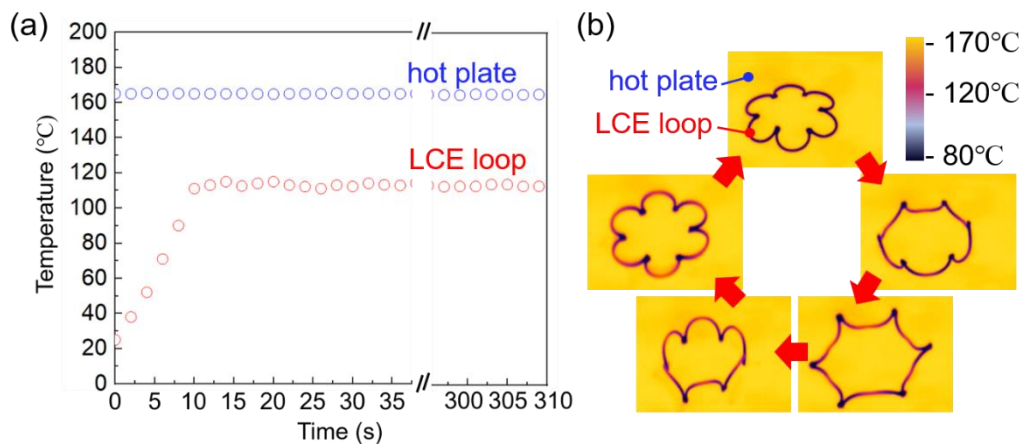 (a)
200
180
160
140
120
100
80
60
40
20
0
Temperature (℃)
hot plate
LCE loop
0 5 10 15 20 25 30 35 300 305 310
Time (s)
(b)
hot plate
LCE loop
- 170℃
- 120℃
- 80℃